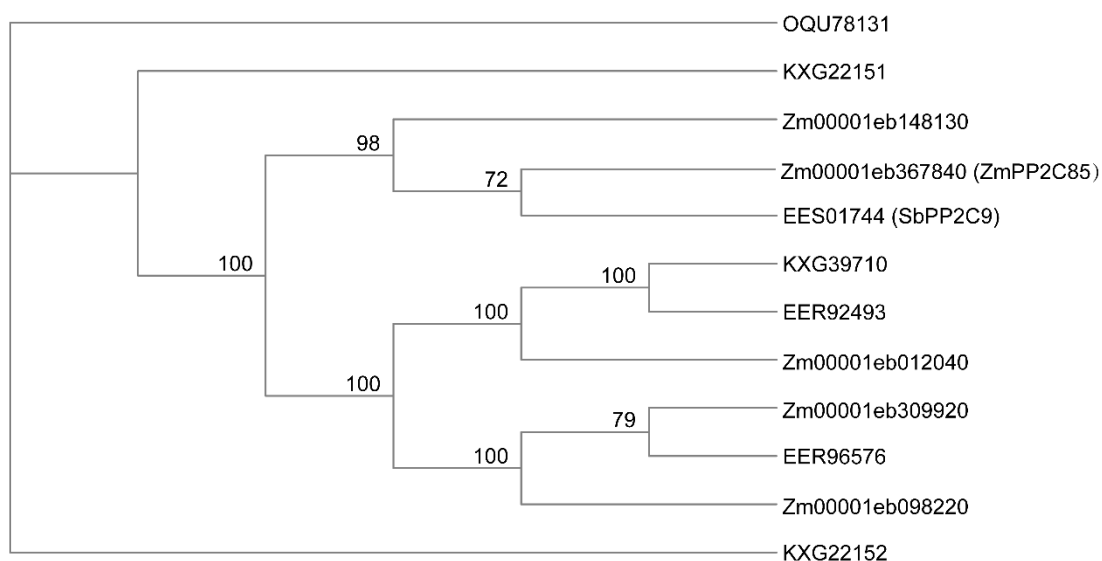 OQU78131
KXG22151
Zm00001eb148130
98
Zm00001eb367840 (ZmPP2C85）
72
EES01744 (SbPP2C9)
100
KXG39710
100
EER92493
100
Zm00001eb012040
100
Zm00001eb309920
79
EER96576
100
Zm00001eb098220
KXG22152